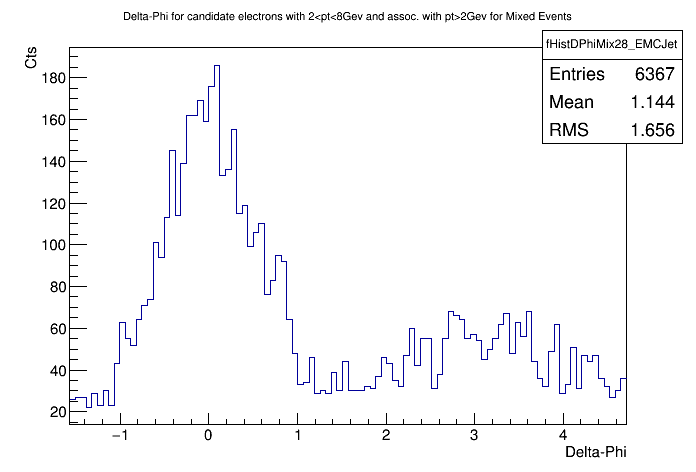 Delta-Phi for candidate electrons with 2<pt<8Gev and assoc. with pt>2Gev for Mixed Events
fHistDPhiMix28_EMCJet
Entries 6367
Mean 1.144
RMS 1.656
Cts
180
160
140
120
100
80
60
40
20
−1 0 1 2 3 4
Delta-Phi